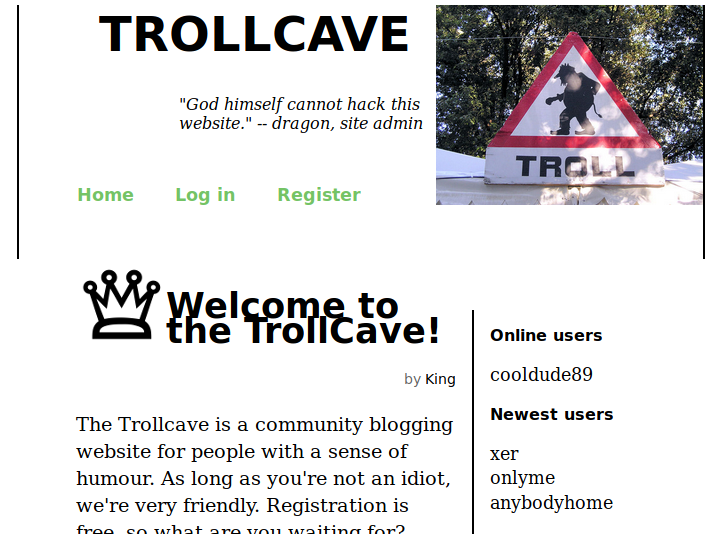 TROLLCAVE
"God himself cannot hack this
website." -- dragon, site admin
TROLL
Home Log in Register
Welcome to
the TrollCave!
by King
The Trollcave is a community blogging
website for people with a sense of
humour. As long as you're not an idiot,
we're very friendly. Registration is
free, so what are you waiting for?
Online users
cooldude89
Newest users
xer
onlyme
anybodyhome